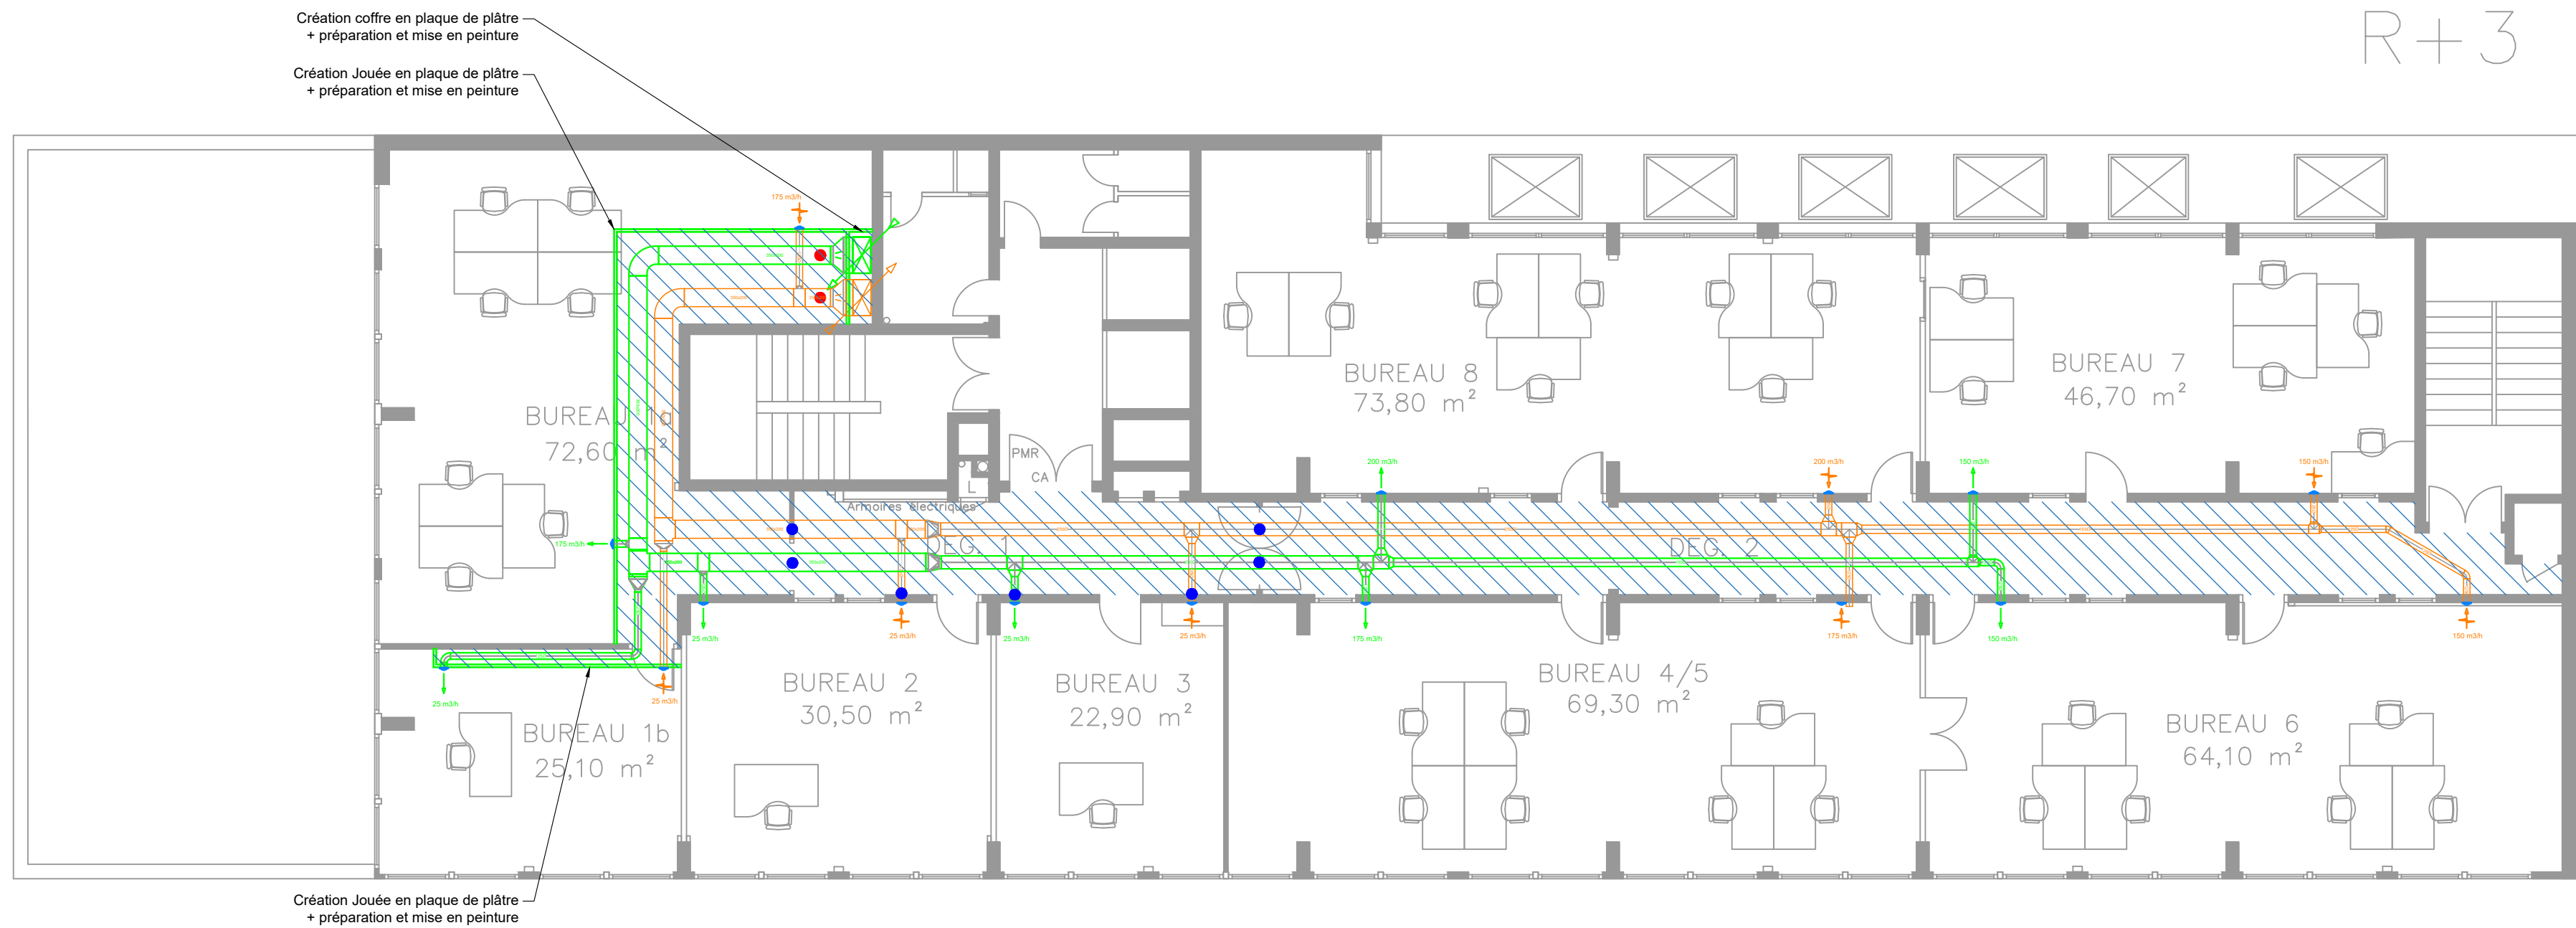 Création coffre en plaque de plâtre
+ préparation et mise en peinture
R+3
Création Jouée en plaque de plâtre
+ préparation et mise en peinture
175 m3/h
BUREAU 1a
72,60 m²
BUREAU 8
73,80 m²
BUREAU 7
46,70 m²
PMR
CA
L
200 m3/h
200 m3/h
150 m3/h
150 m3/h
Armoires électriques
175 m3/h
DEG. 1
DEG. 2
25 m3/h
25 m3/h
25 m3/h
25 m3/h
175 m3/h
175 m3/h
150 m3/h
150 m3/h
25 m3/h
25 m3/h
BUREAU 1b
25,10 m²
BUREAU 2
30,50 m²
BUREAU 3
22,90 m²
BUREAU 4/5
69,30 m²
BUREAU 6
64,10 m²
Création Jouée en plaque de plâtre
+ préparation et mise en peinture